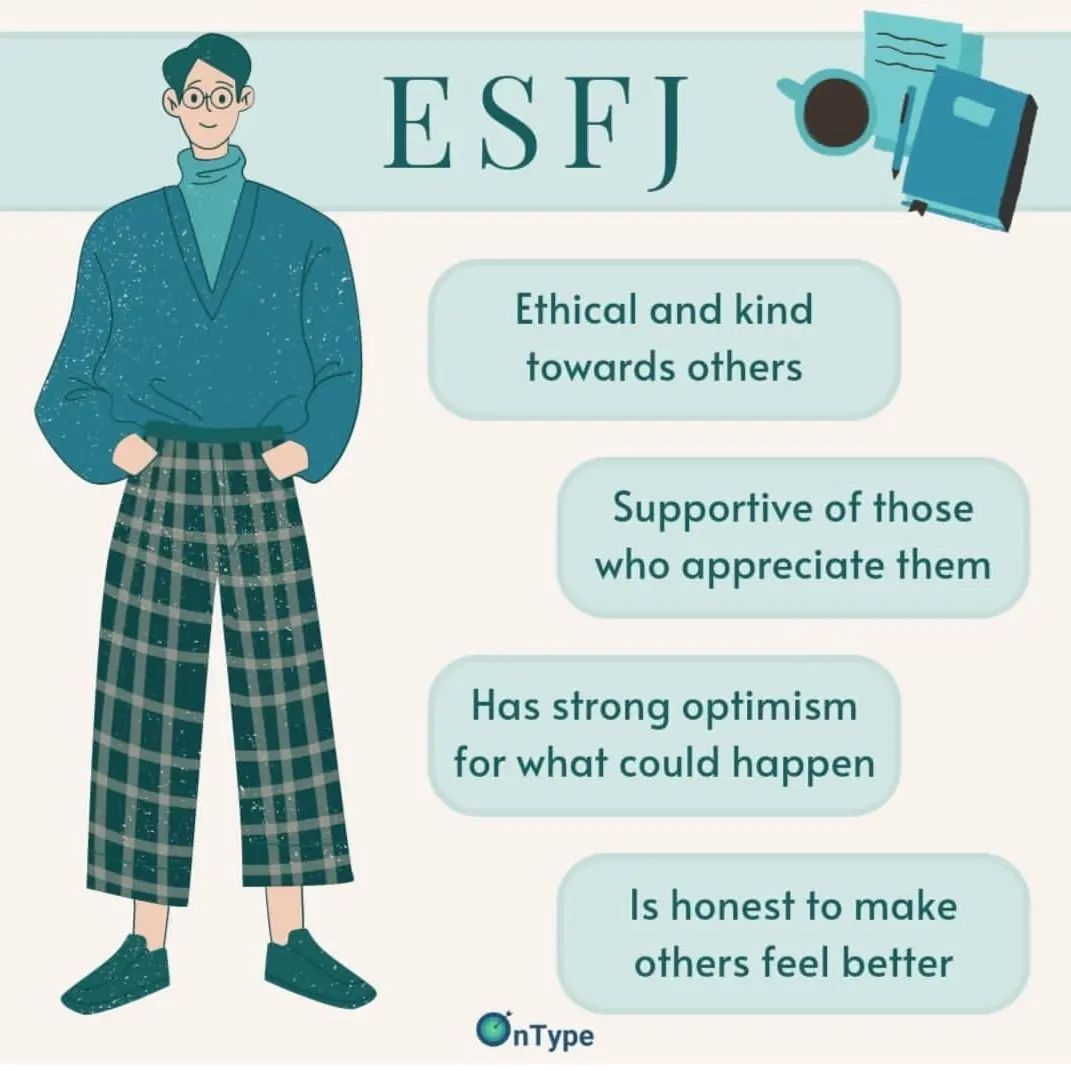 ESFJ
Ethical and kind
towards others
Supportive of those
who appreciate them
Has strong optimism
for what could happen
Is honest to make
others feel better
OnType